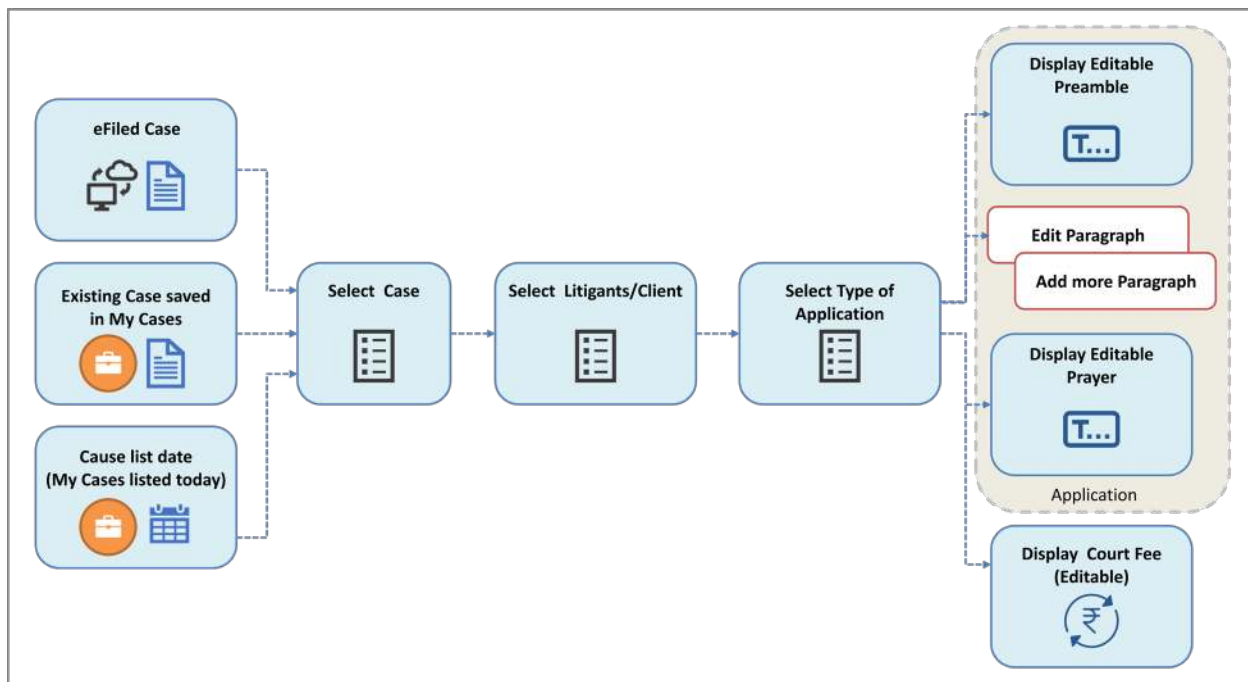 eFiled Case
Existing Case saved
in My Cases
Cause list date
(My Cases listed today)
Select Case
Select Litigants/Client
Select Type of
Application
Display Editable
Preamble
T...
Edit Paragraph
Add more Paragraph
Display Editable
Prayer
T...
Application
Display Court Fee
(Editable)
₹